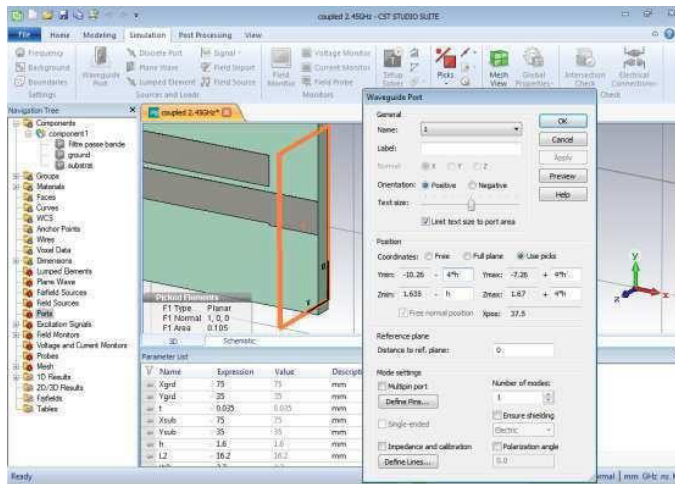 coupled 2.45GHz - CST STUDIO SUITE
File Home Modeling Simulation Post Processing View
Frequency
Background
Boundaries
Settings
Waveguide Port
Discrete Port
Plane Wave
Lumped Element
Signal
Field Import
Field Source
Sources and Loads
Field Monitor
Voltage Monitor
Current Monitor
Field Probe
Monitors
Setup Solver
Picks
Mesh View
Global Properties
Intersection Check
Electrical Connections
Check
Navigation Tree
Components
component1
filtre passe bande
ground
substrat
Groups
Materials
Faces
Curves
WCS
Anchor Points
Wires
Voxel Data
Dimensions
Lumped Elements
Plane Wave
Farfield Sources
Field Sources
Ports
Excitation Signals
Field Monitors
Voltage and Current Monitors
Probes
Mesh
1D Results
2D/3D Results
Farfields
Tables
coupled 2.45GHz*
Picked Elements
F1 Type Planar
F1 Normal 1, 0, 0
F1 Area 0.105
3D Schematic
Parameter List
Name Expression Value Descripti
Xgrd 75 75 mm
Ygrd 35 35 mm
t 0.035 0.035 mm
Xsub 75 75 mm
Ysub 35 35 mm
h 1.6 1.6 mm
L2 16.2 16.2 mm
Waveguide Port
General
Name: 1
Label:
Normal: X Y Z
Orientation: Positive Negative
Text size:
Limit text size to port area
OK
Cancel
Apply
Preview
Help
Position
Coordinates: Free Full plane Use picks
Ymin: -10.26 - 4*h Ymax: -7.26 + 4*h
Zmin: 1.635 - h Zmax: 1.67 + 4*h
Free normal position Xpos: 37.5
Reference plane
Distance to ref. plane: 0
Mode settings
Multipin port
Define Pins...
Single-ended
Impedance and calibration
Define Lines...
Number of modes:
1
Ensure shielding
Electric
Polarization angle
0.0
y
z
x
Ready
rmal mm GHz ns